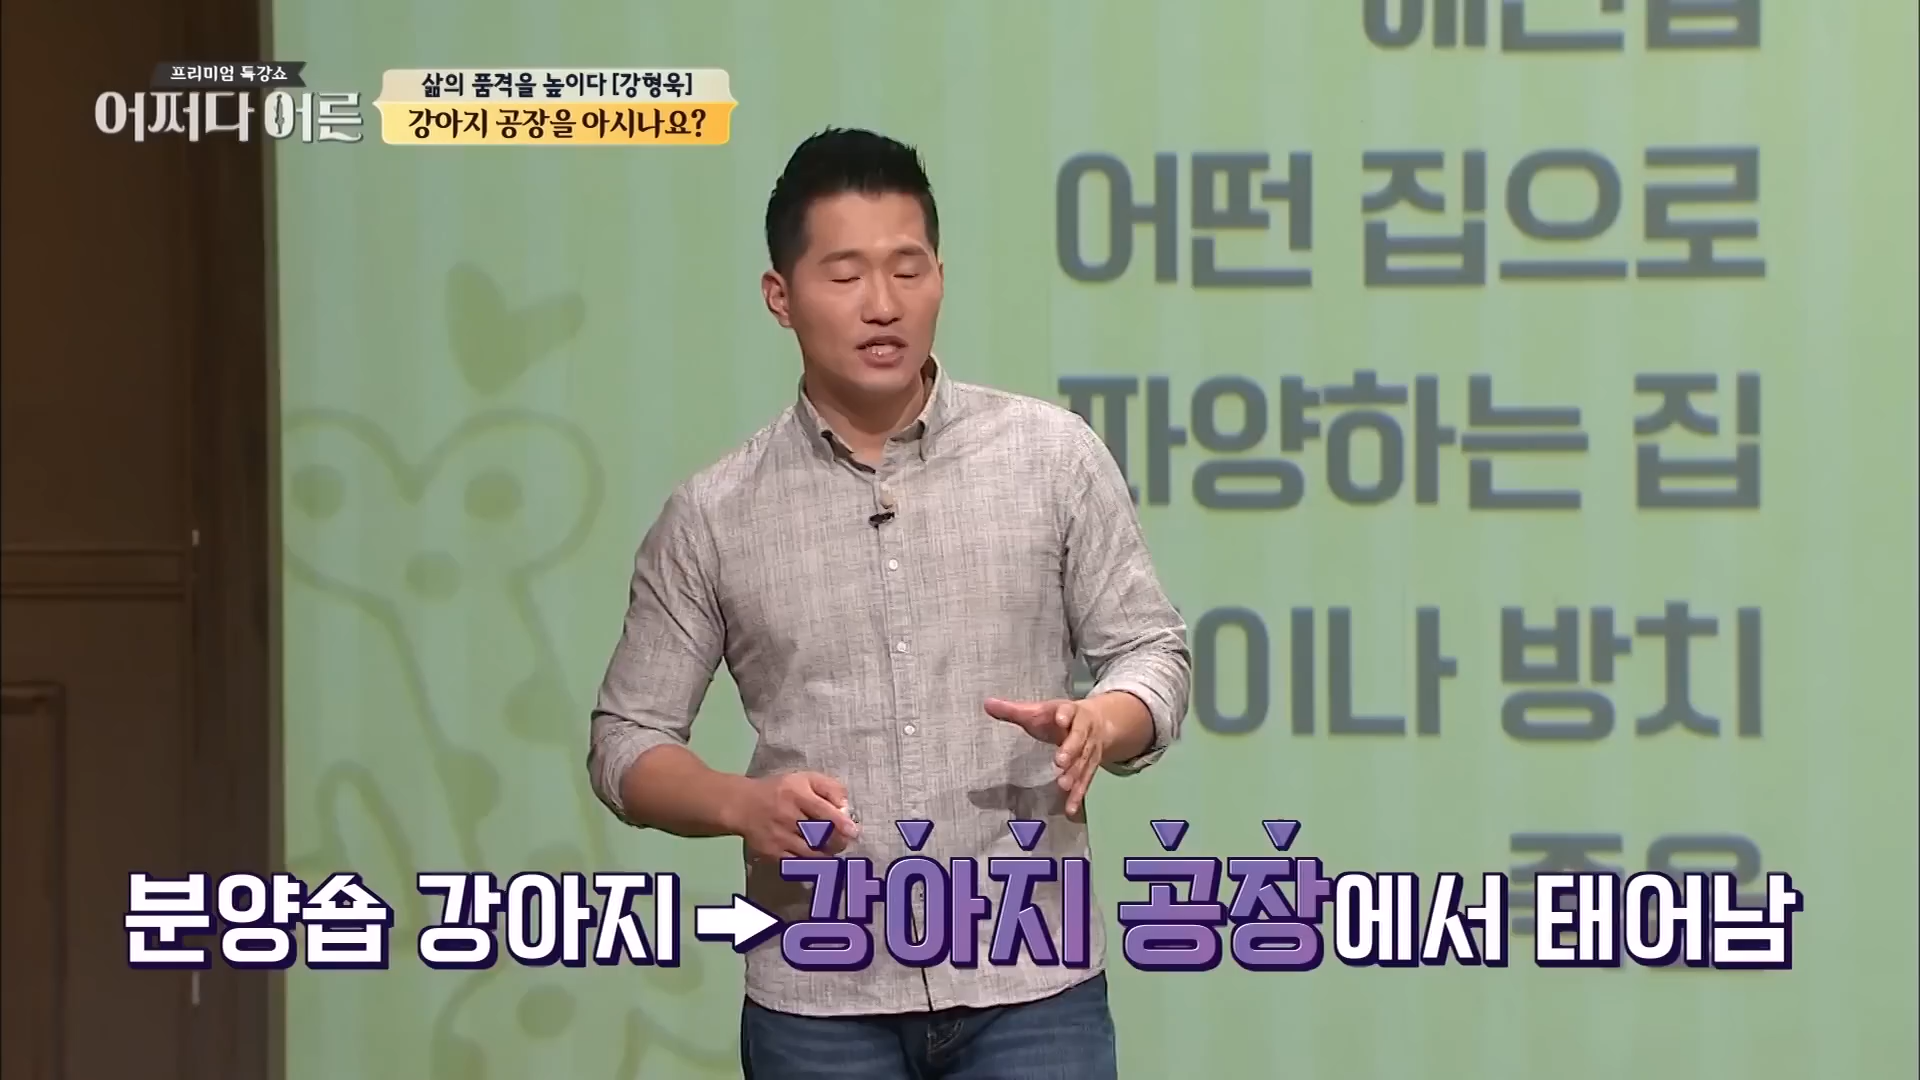 프리미엄 특강쇼
어쩌다 어른
삶의 품격을 높이다 [강형욱]
강아지 공장을 아시나요?
어떤 집으로
파양하는 집
이나 방치
분양숍 강아지 → 강아지 공장에서 태어남